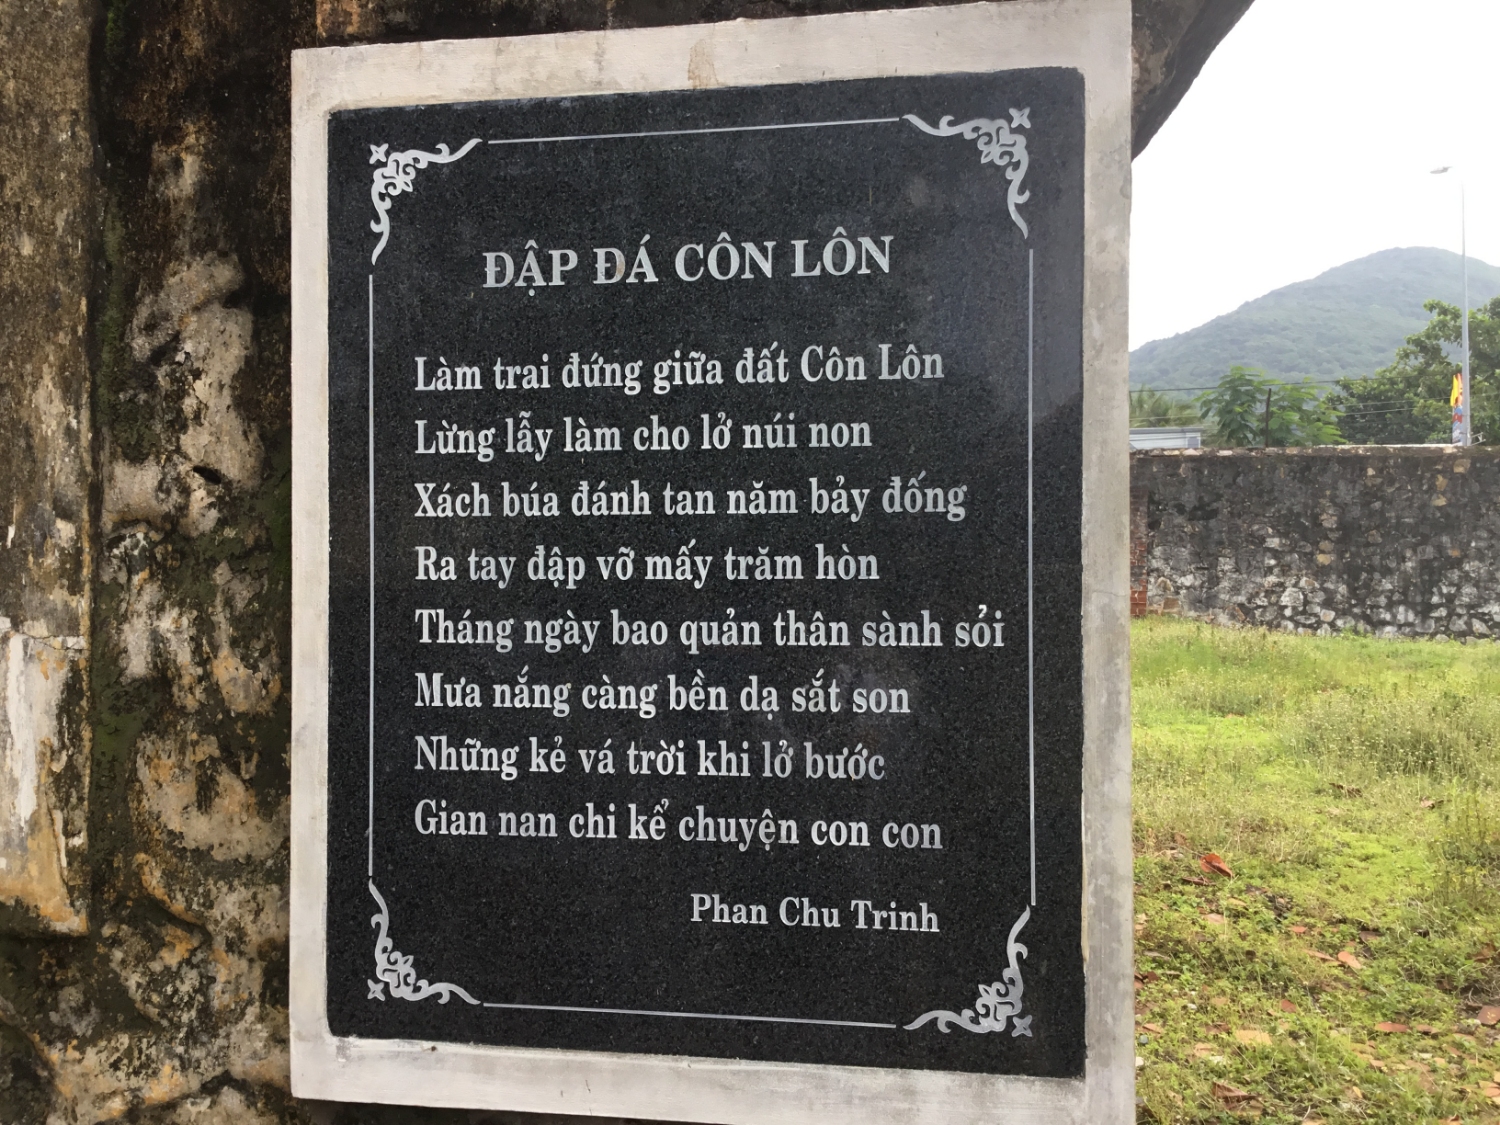 ĐẬP ĐÁ CÔN LÔN
Làm trai đứng giữa đất Côn Lôn
Lừng lẫy làm cho lở núi non
Xách búa đánh tan năm bảy đống
Ra tay đập vỡ mấy trăm hòn
Tháng ngày bao quản thân sành sỏi
Mưa nắng càng bền dạ sắt son
Những kẻ vá trời khi lở bước
Gian nan chi kể chuyện con con
Phan Chu Trinh